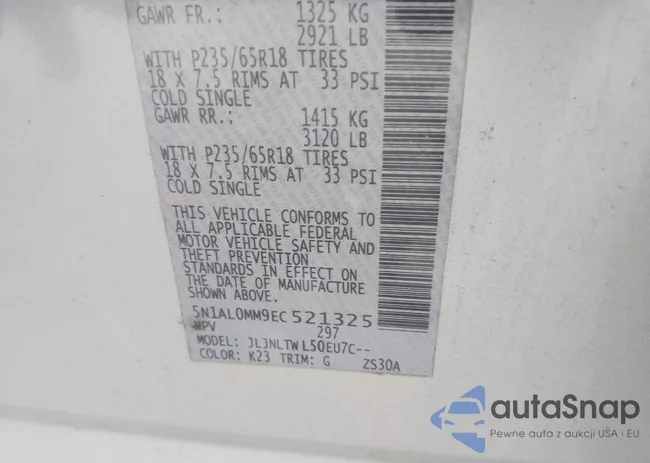 GAWR FR.: 1325 KG
2921 LB
WITH P235/65R18 TIRES
18 X 7.5 RIMS AT 33 PSI
COLD SINGLE
GAWR RR.: 1415 KG
3120 LB
WITH P235/65R18 TIRES
18 X 7.5 RIMS AT 33 PSI
COLD SINGLE
THIS VEHICLE CONFORMS TO
ALL APPLICABLE FEDERAL
MOTOR VEHICLE SAFETY AND
THEFT PREVENTION
STANDARDS IN EFFECT ON
THE DATE OF MANUFACTURE
SHOWN ABOVE.
5N1AL0MM9EC 521325
MPV 297
MODEL: JLJNLTW L50EU7C--
COLOR: K23 TRIM: G ZS30A
autaSnap
Pewne auta z aukcji USA i EU